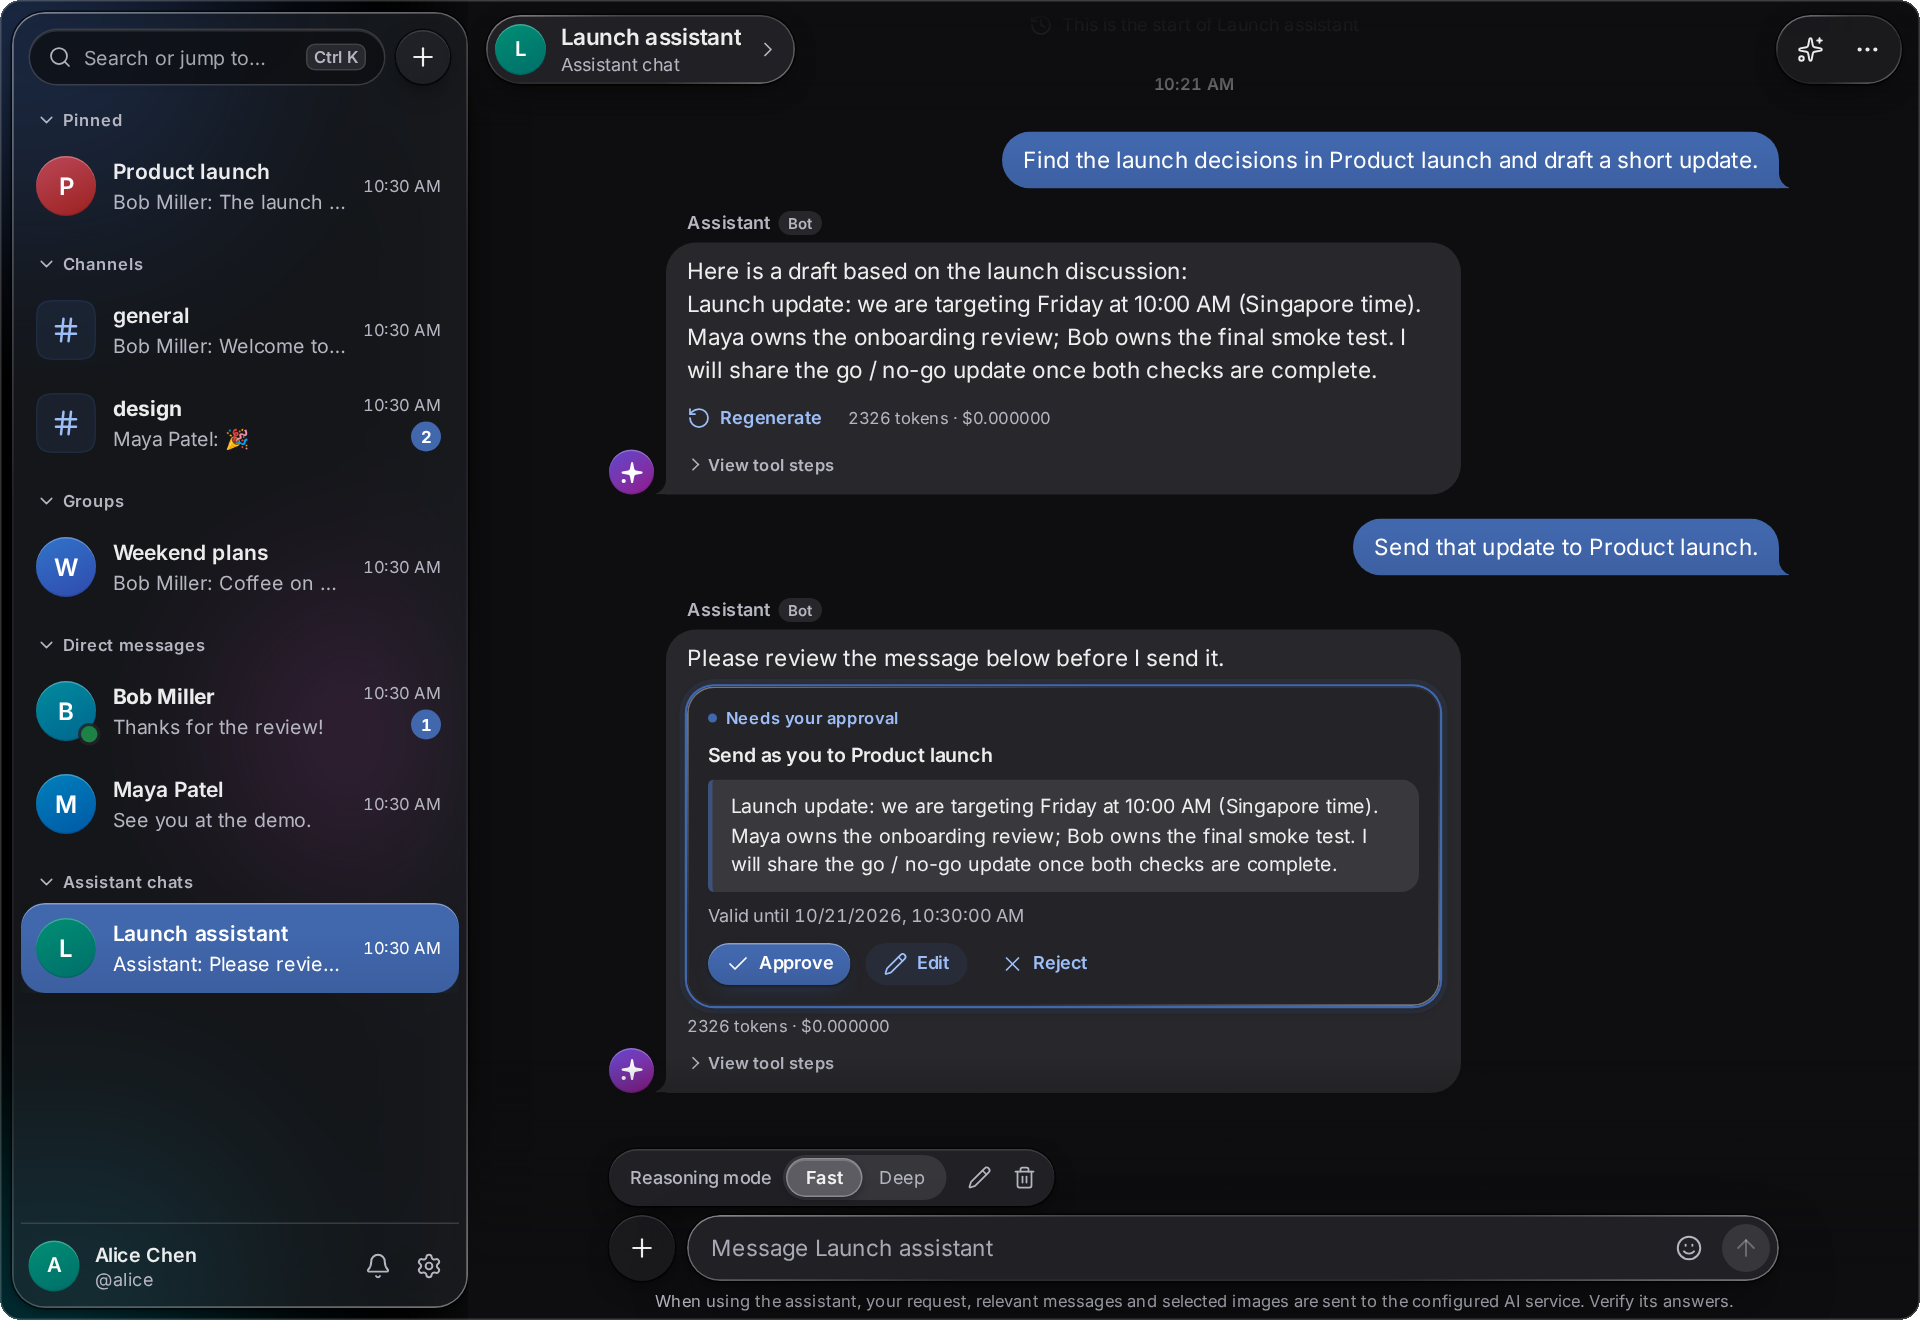 Search or jump to...
Ctrl K
Pinned
P
Product launch
10:30 AM
Bob Miller: The launch ...
Channels
general
10:30 AM
Bob Miller: Welcome to...
design
10:30 AM
Maya Patel: 🎉
2
Groups
W
Weekend plans
10:30 AM
Bob Miller: Coffee on ...
Direct messages
B
Bob Miller
10:30 AM
Thanks for the review!
1
M
Maya Patel
10:30 AM
See you at the demo.
Assistant chats
L
Launch assistant
10:30 AM
Assistant: Please revie...
A
Alice Chen
@alice
L
Launch assistant
Assistant chat
This is the start of Launch assistant
10:21 AM
Find the launch decisions in Product launch and draft a short update.
Assistant Bot
Here is a draft based on the launch discussion:
Launch update: we are targeting Friday at 10:00 AM (Singapore time).
Maya owns the onboarding review; Bob owns the final smoke test. I
will share the go / no-go update once both checks are complete.
Regenerate 2326 tokens · $0.000000
View tool steps
Send that update to Product launch.
Assistant Bot
Please review the message below before I send it.
Needs your approval
Send as you to Product launch
Launch update: we are targeting Friday at 10:00 AM (Singapore time).
Maya owns the onboarding review; Bob owns the final smoke test. I
will share the go / no-go update once both checks are complete.
Valid until 10/21/2026, 10:30:00 AM
Approve Edit Reject
2326 tokens · $0.000000
View tool steps
Reasoning mode Fast Deep
Message Launch assistant
When using the assistant, your request, relevant messages and selected images are sent to the configured AI service. Verify its answers.